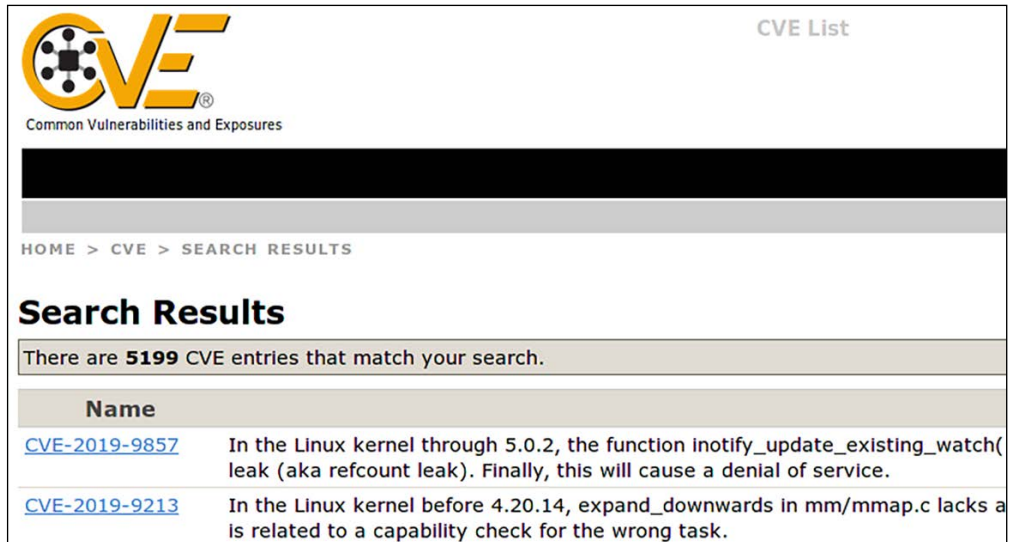 CVE®
Common Vulnerabilities and Exposures
CVE List
HOME > CVE > SEARCH RESULTS
Search Results
There are 5199 CVE entries that match your search.
Name
CVE-2019-9857 In the Linux kernel through 5.0.2, the function inotify_update_existing_watch(
leak (aka refcount leak). Finally, this will cause a denial of service.
CVE-2019-9213 In the Linux kernel before 4.20.14, expand_downwards in mm/mmap.c lacks a
is related to a capability check for the wrong task.